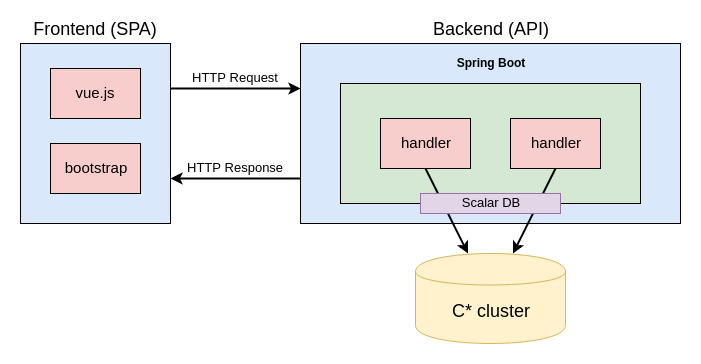 Frontend (SPA)
vue.js
bootstrap
HTTP Request
HTTP Response
Backend (API)
Spring Boot
handler
handler
Scalar DB
C* cluster